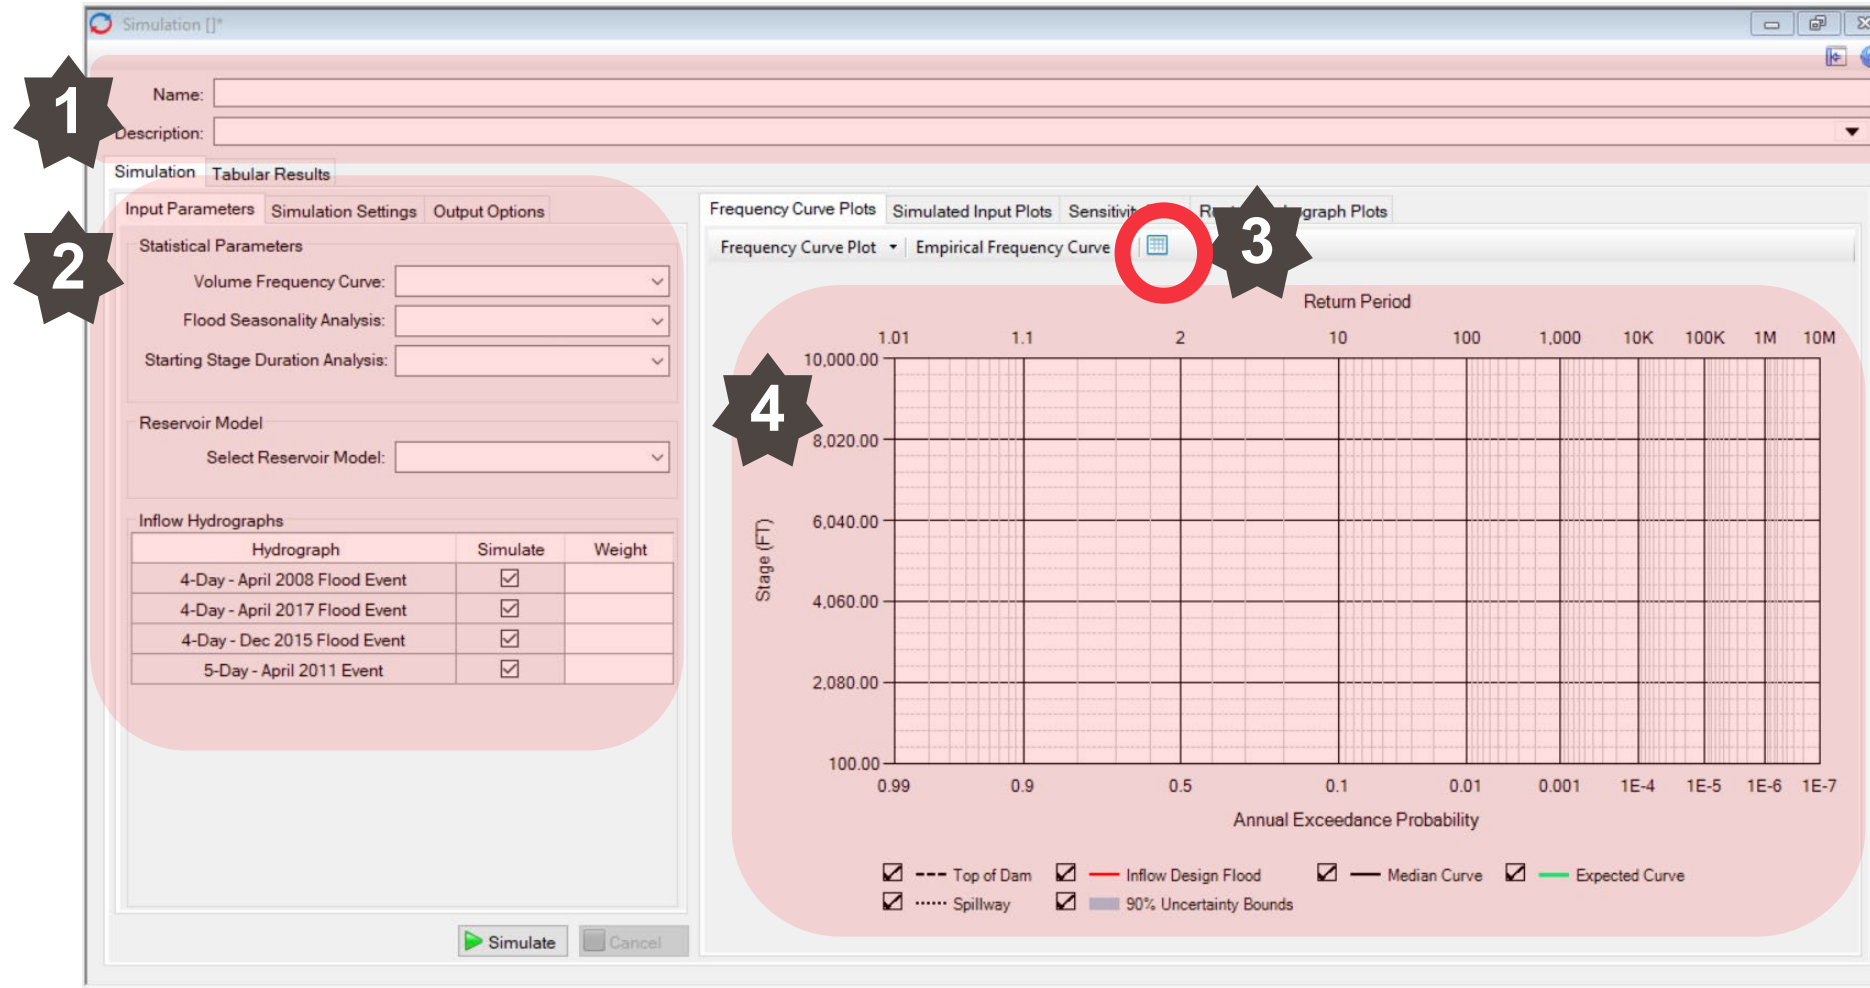 Simulation []*
1
Name:
Description:
Simulation Tabular Results
2
Input Parameters Simulation Settings Output Options
Statistical Parameters
Volume Frequency Curve:
Flood Seasonality Analysis:
Starting Stage Duration Analysis:
Reservoir Model
Select Reservoir Model:
Inflow Hydrographs
Hydrograph Simulate Weight
4-Day - April 2008 Flood Event
4-Day - April 2017 Flood Event
4-Day - Dec 2015 Flood Event
5-Day - April 2011 Event
Simulate Cancel
Frequency Curve Plots Simulated Input Plots Plots
3
Frequency Curve Plot Empirical Frequency Curve
4
Return Period
1.01 1.1 2 10 100 1,000 10K 100K 1M 10M
10,000.00
8,020.00
6,040.00
4,060.00
2,080.00
100.00
Stage (FT)
0.99 0.9 0.5 0.1 0.01 0.001 1E-4 1E-5 1E-6 1E-7
Annual Exceedance Probability
Top of Dam Inflow Design Flood Median Curve Expected Curve
Spillway 90% Uncertainty Bounds